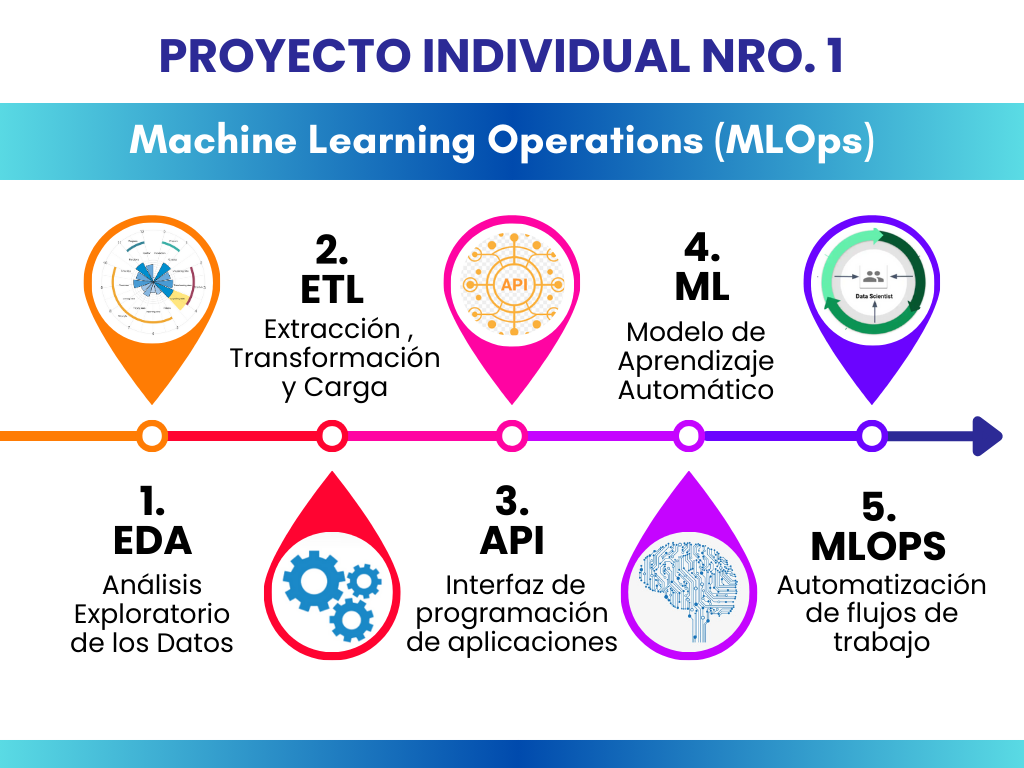 PROYECTO INDIVIDUAL NRO. 1
Machine Learning Operations (MLOps)
1.
EDA
Análisis
Exploratorio
de los Datos
2.
ETL
Extracción ,
Transformación
y Carga
API
3.
API
Interfaz de
programación
de aplicaciones
4.
ML
Modelo de
Aprendizaje
Automático
Data Scientist
5.
MLOPS
Automatización
de flujos de
trabajo